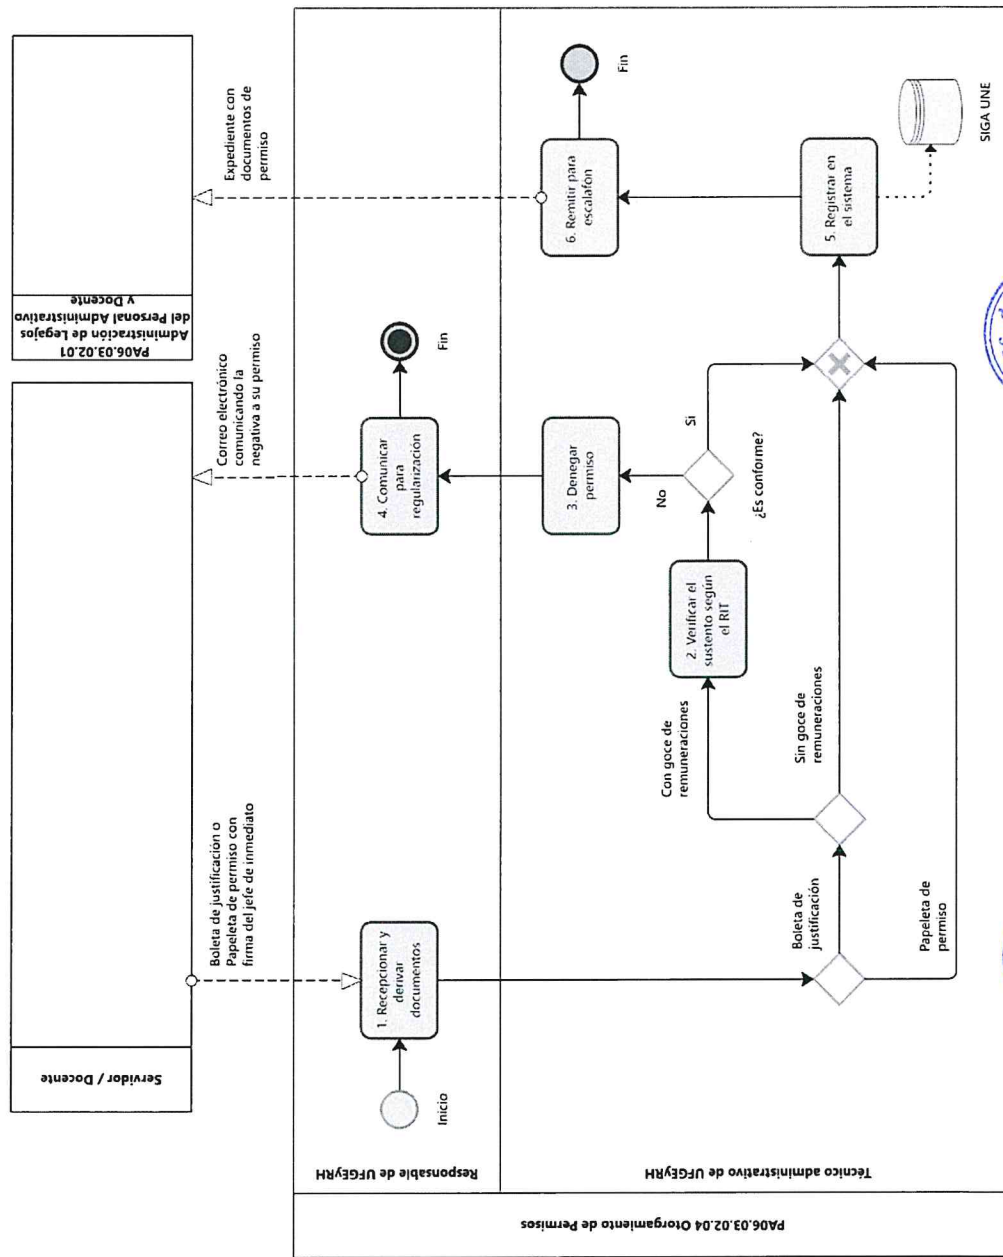 Servidor / Docente
PA06.03.02.01
Administración de Legajos
del Personal Administrativo
y Docente
Boleta de justificación o
Papeleta de permiso con
firma del jefe de inmediato
Correo electrónico
comunicando la
negativa a su permiso
Expediente con
documentos de
permiso
PA06.03.02.04 Otorgamiento de Permisos
Responsable de UFGEyRH
Inicio
1. Recepcionar y
derivar
documentos
4. Comunicar
para
regularización
Fin
Técnico administrativo de UFGEyRH
Boleta de
justificación
Papeleta de
permiso
Con goce de
remuneraciones
Sin goce de
remuneraciones
2. Verificar el
sustento según
el RIT
¿Es conforme?
No
Si
3. Denegar
permiso
5. Registrar en
el sistema
SIGA UNE
6. Remitir para
escalafon
Fin